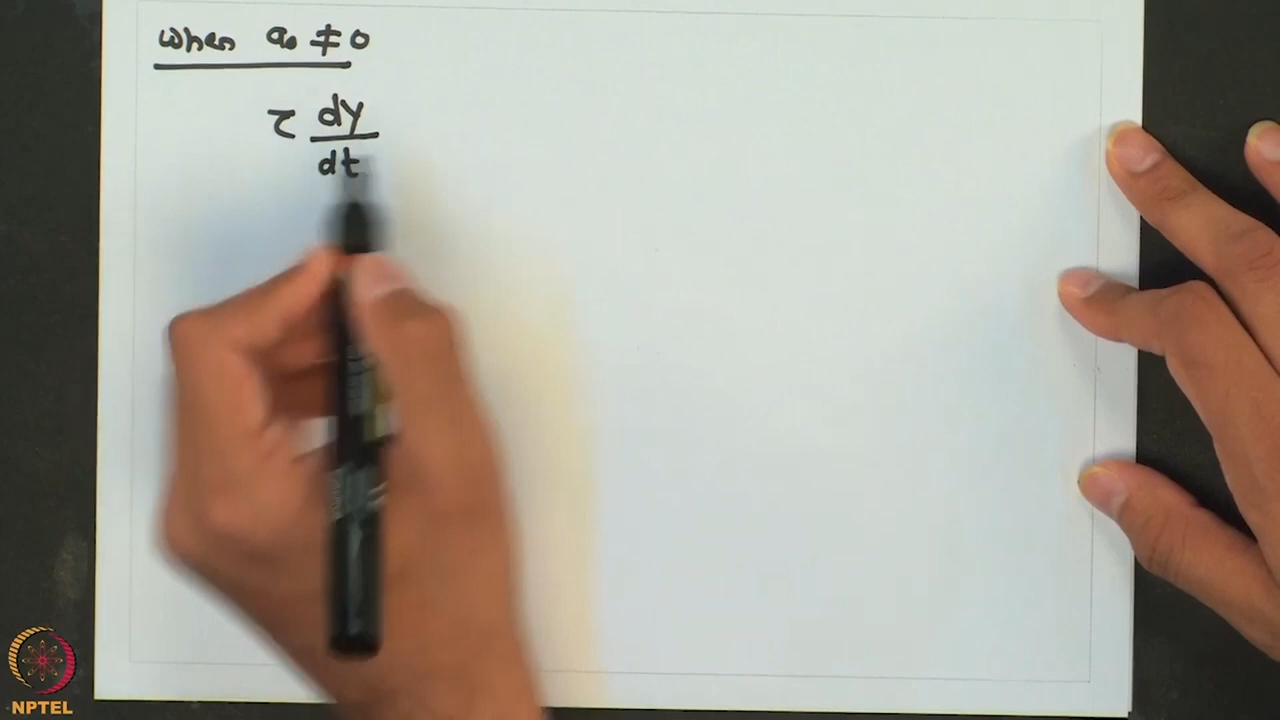 when a₀ ≠ 0
τ dy/dt
NPTEL